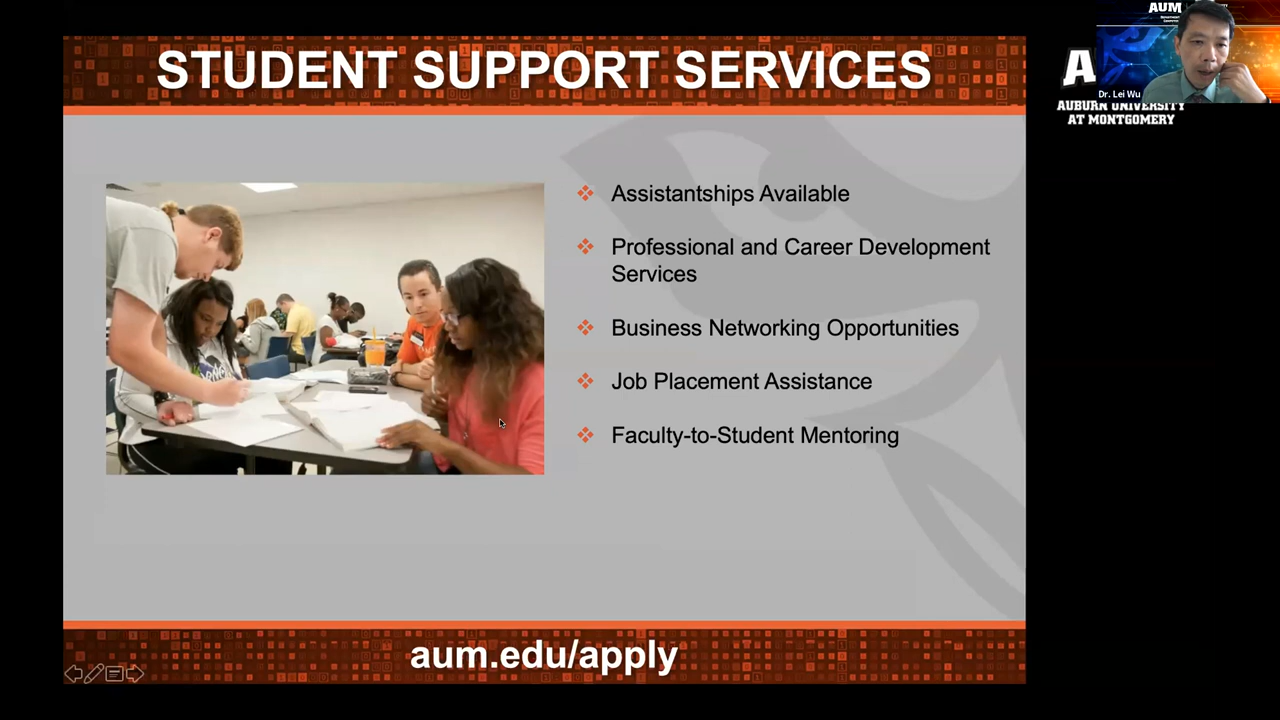 STUDENT SUPPORT SERVICES
Assistantships Available
Professional and Career Development
Services
Business Networking Opportunities
Job Placement Assistance
Faculty-to-Student Mentoring
aum.edu/apply
AUM
Dr. Lei Wu
A
AUBURN UNIVERSITY
AT MONTGOMERY